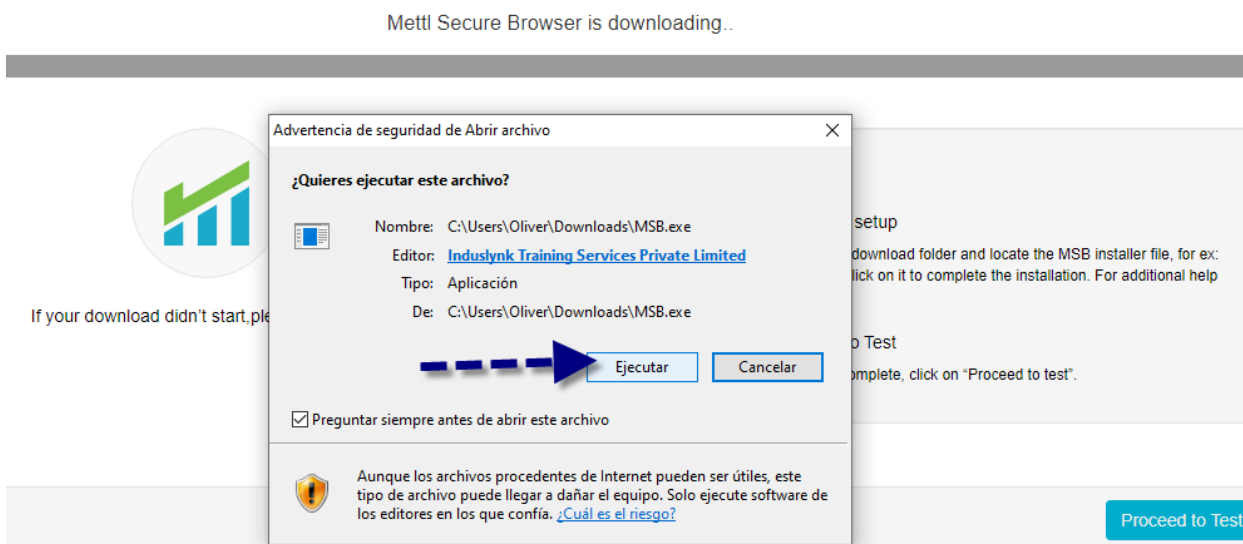 Mettl Secure Browser is downloading..
Advertencia de seguridad de Abrir archivo
¿Quieres ejecutar este archivo?
Nombre: C:\Users\Oliver\Downloads\MSB.exe
Editor: Induslynk Training Services Private Limited
Tipo: Aplicación
De: C:\Users\Oliver\Downloads\MSB.exe
Ejecutar Cancelar
Preguntar siempre antes de abrir este archivo
Aunque los archivos procedentes de Internet pueden ser útiles, este
tipo de archivo puede llegar a dañar el equipo. Solo ejecute software de
los editores en los que confía. ¿Cuál es el riesgo?
If your download didn't start,ple
setup
download folder and locate the MSB installer file, for ex:
lick on it to complete the installation. For additional help
o Test
omplete, click on “Proceed to test”.
Proceed to Test